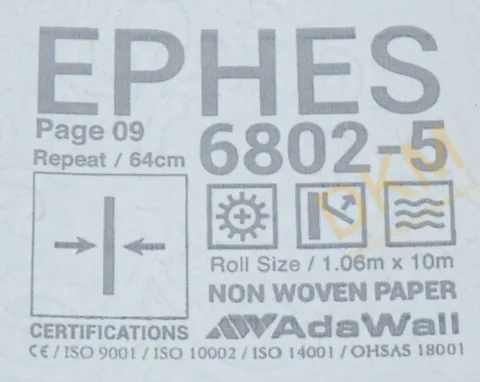 EPHES
Page 09
6802-5
Repeat / 64cm
DKM
Roll Size / 1.06m x 10m
NON WOVEN PAPER
CERTIFICATIONS
AdaWall
CE / ISO 9001 / ISO 10002 / ISO 14001 / OHSAS 18001